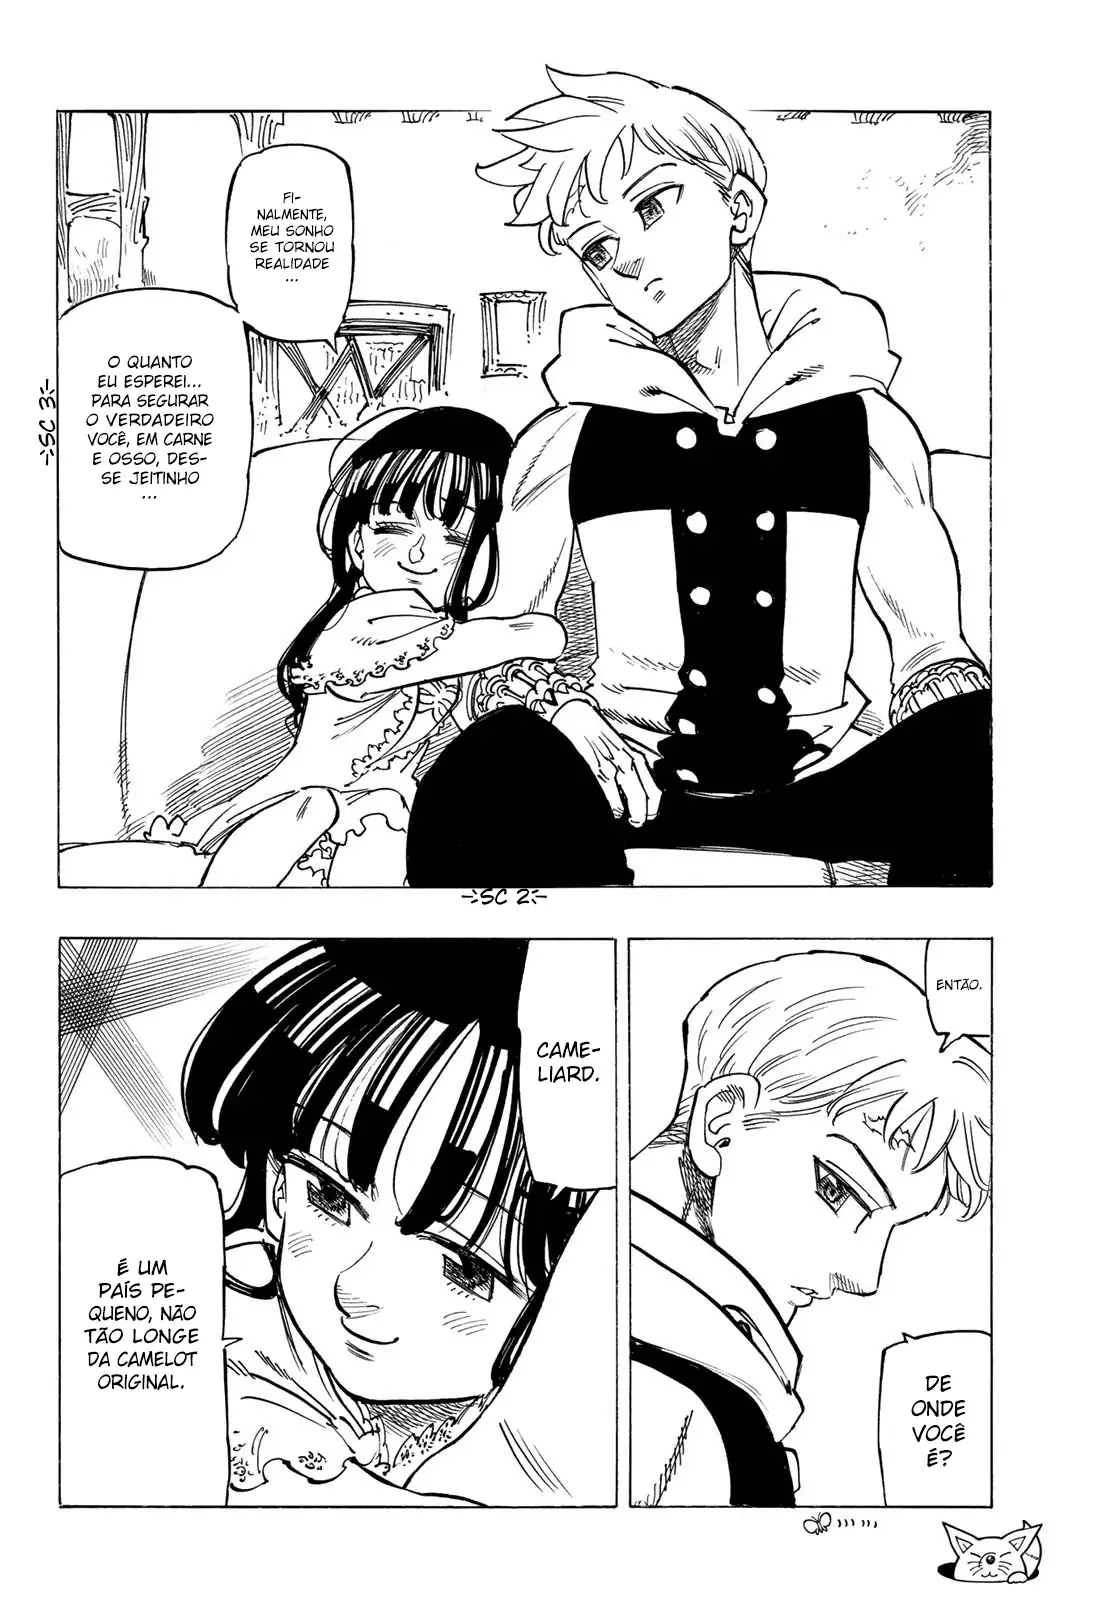 FI-
NALMENTE,
MEU SONHO
SE TORNOU
REALIDADE
...
O QUANTO
EU ESPEREI...
PARA SEGURAR
O VERDADEIRO
VOCÊ, EM CARNE
E OSSO, DES-
SE JEITINHO
...
SC 3
SC 2
ENTÃO.
DE
ONDE
VOCÊ
É?
CAME-
LIARD.
É UM
PAÍS PE-
QUENO, NÃO
TÃO LONGE
DA CAMELOT
ORIGINAL.